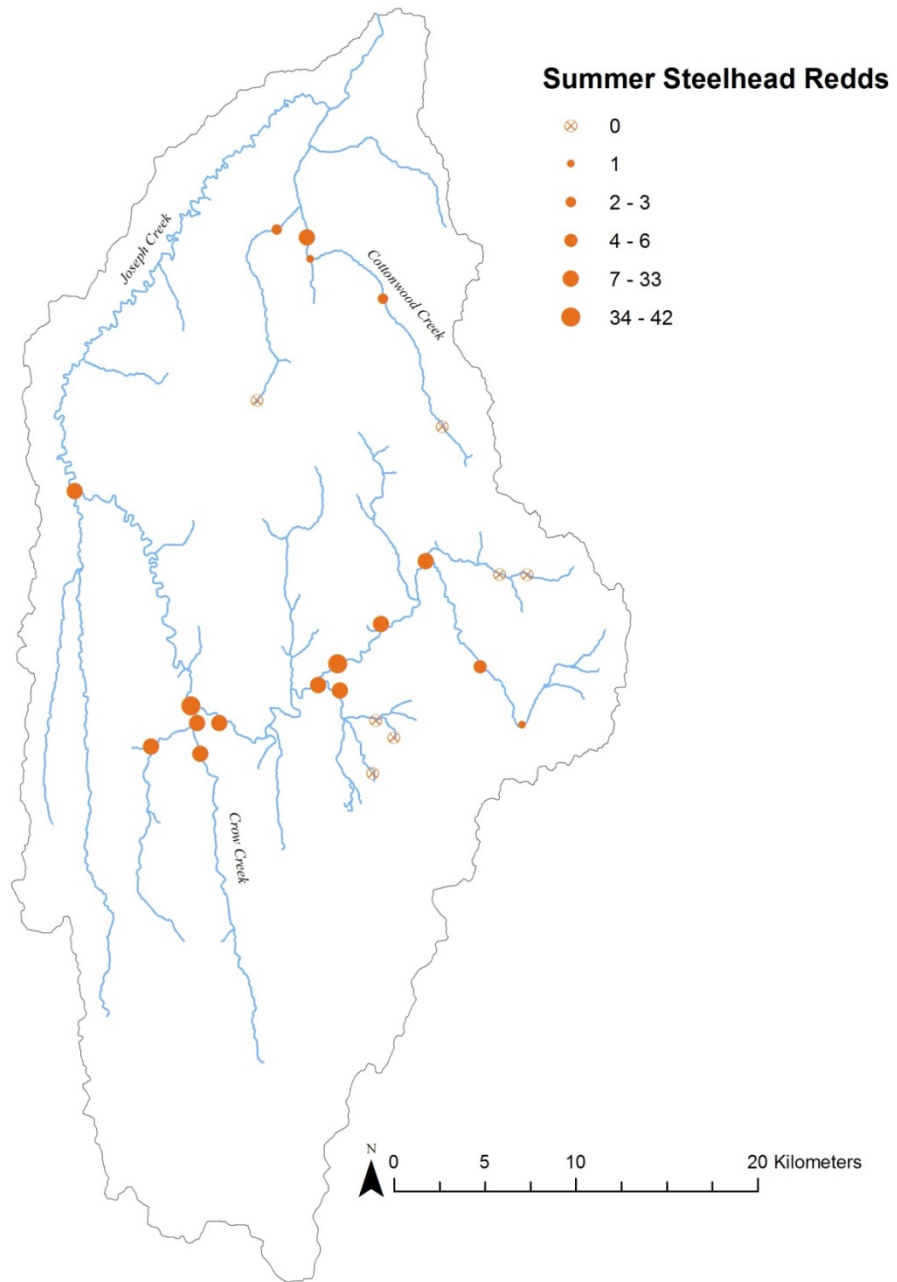 Summer Steelhead Redds
0
1
2 - 3
4 - 6
7 - 33
34 - 42
Joseph Creek
Cottonwood Creek
Crow Creek
N
0 5 10 20 Kilometers